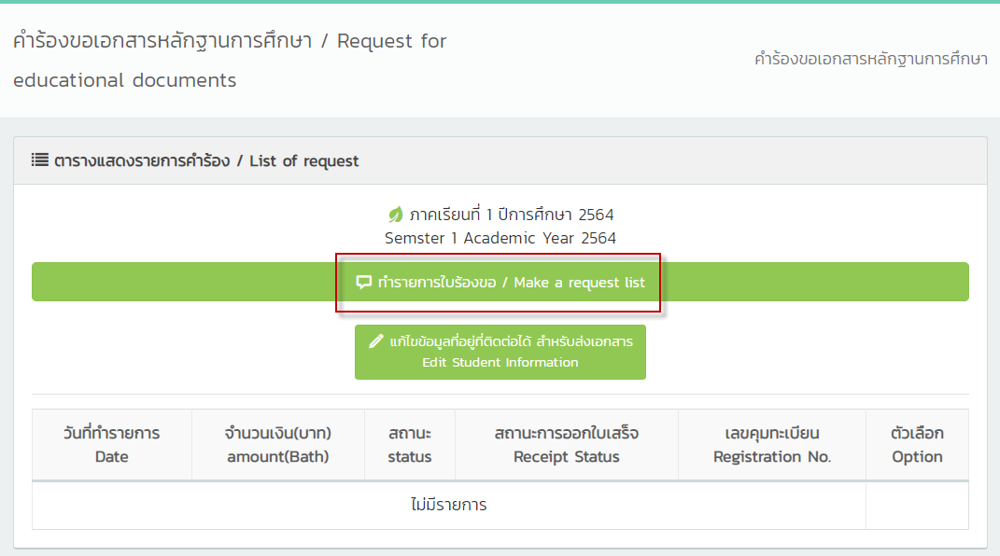 คำร้องขอเอกสารหลักฐานการศึกษา / Request for
educational documents
คำร้องขอเอกสารหลักฐานการศึกษา
ตารางแสดงรายการคำร้อง / List of request
ภาคเรียนที่ 1 ปีการศึกษา 2564
Semster 1 Academic Year 2564
ทำรายการใบร้องขอ / Make a request list
แก้ไขข้อมูลที่อยู่ที่ติดต่อได้ สำหรับส่งเอกสาร
Edit Student Information
วันที่ทำรายการ
Date
จำนวนเงิน(บาท)
amount(Bath)
สถานะ
status
สถานะการออกใบเสร็จ
Receipt Status
เลขคุมทะเบียน
Registration No.
ตัวเลือก
Option
ไม่มีรายการ